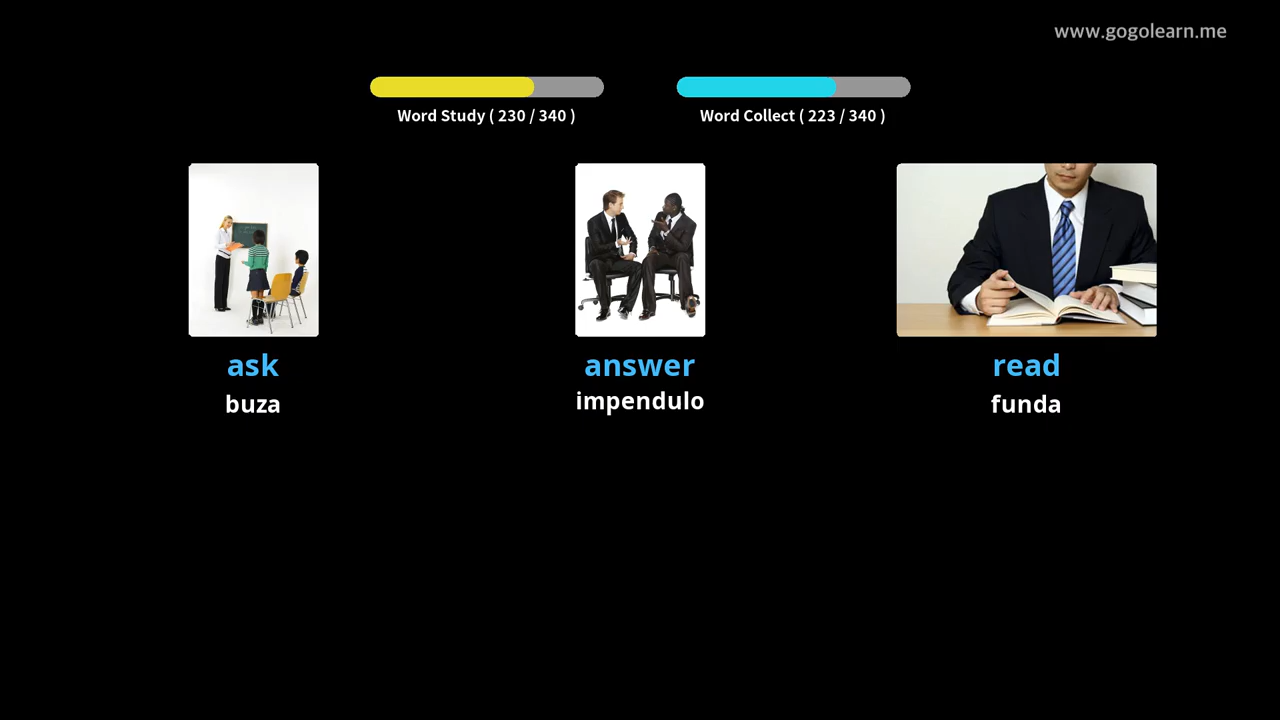 www.gogolearn.me
Word Study ( 230 / 340 )
Word Collect ( 223 / 340 )
ask
buza
answer
impendulo
read
funda